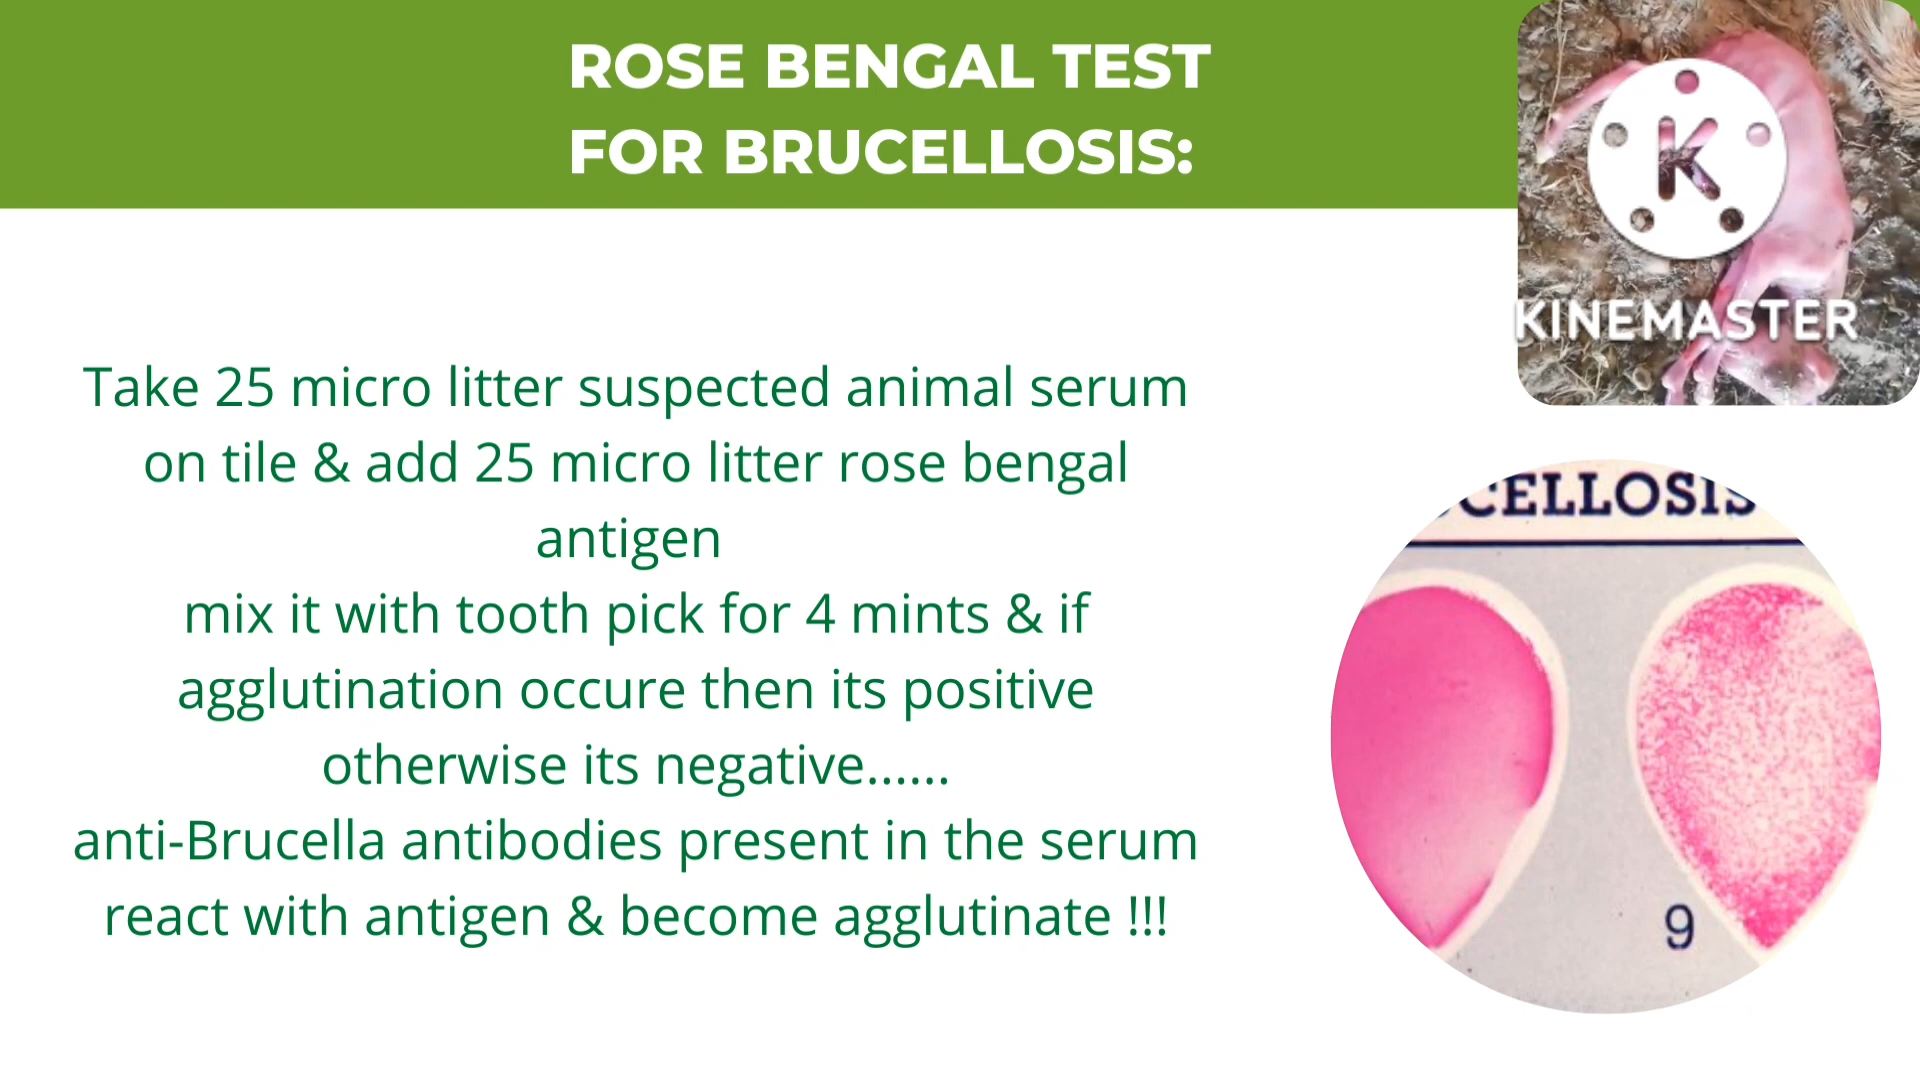 ROSE BENGAL TEST
FOR BRUCELLOSIS:
K
KINEMASTER
Take 25 micro litter suspected animal serum
on tile & add 25 micro litter rose bengal
antigen
mix it with tooth pick for 4 mints & if
agglutination occure then its positive
otherwise its negative......
anti-Brucella antibodies present in the serum
react with antigen & become agglutinate !!!
CELLOSIS
9